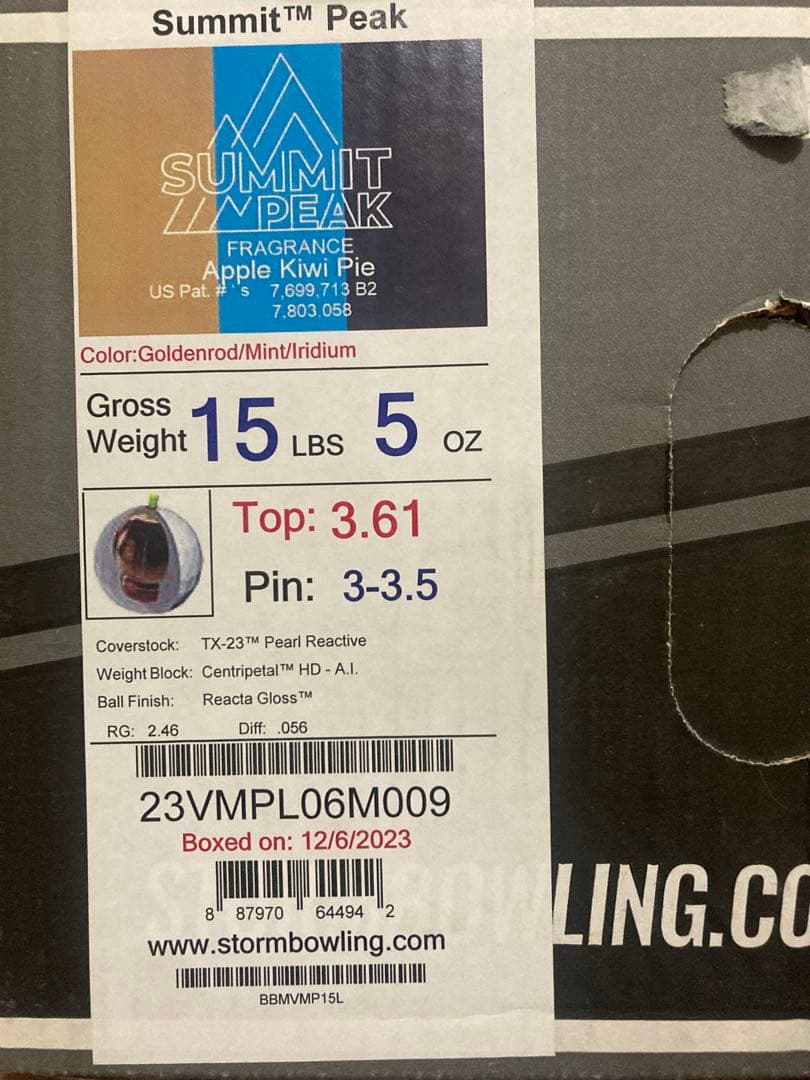 Summit™ Peak
SUMMIT
PEAK
FRAGRANCE
Apple Kiwi Pie
US Pat. #'s 7,699,713 B2
7.803,058
Color:Goldenrod/Mint/Iridium
Gross Weight 15 LBS 5 OZ
Top: 3.61
Pin: 3-3.5
Coverstock: TX-23™ Pearl Reactive
Weight Block: Centripetal™ HD - A.I.
Ball Finish: Reacta Gloss™
RG: 2.46 Diff: .056
23VMPL06M009
Boxed on: 12/6/2023
8 87970 64494 2
LING.CO
www.stormbowling.com
BBMVMP15L